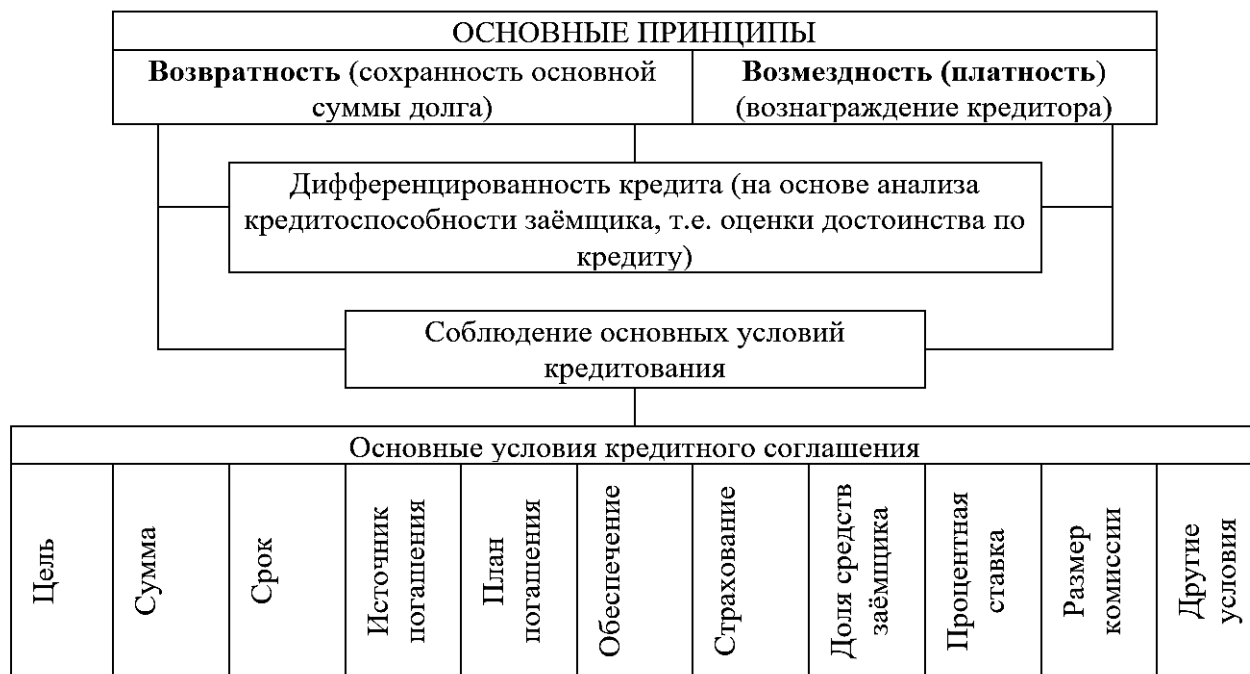 ОСНОВНЫЕ ПРИНЦИПЫ
Возвратность (сохранность основной
суммы долга)
Возмездность (платность)
(вознаграждение кредитора)
Дифференцированность кредита (на основе анализа
кредитоспособности заёмщика, т.е. оценки достоинства по
кредиту)
Соблюдение основных условий
кредитования
Основные условия кредитного соглашения
Цель
Сумма
Срок
Источник
погашения
План
погашения
Обеспечение
Страхование
Доля средств
заёмщика
Процентная
ставка
Размер
комиссии
Другие
условия